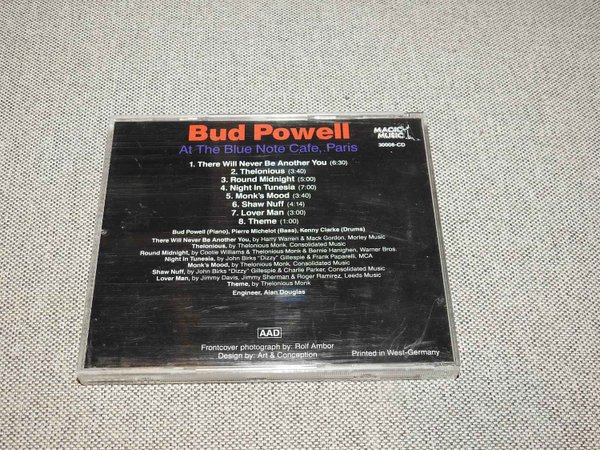 Bud Powell
At The Blue Note Cafe, Paris
MAGIC MUSIC
30006-CD
1. There Will Never Be Another You (6:30)
2. Thelonious (3:40)
3. Round Midnight (5:00)
4. Night in Tunesia (7:00)
5. Monk's Mood (3:40)
6. Shaw Nuff (4:14)
7. Lover Man (3:00)
8. Theme (1:00)
Bud Powell (Piano), Pierre Michelot (Bass), Kenny Clarke (Drums)
There Will Never Be Another You, by Harry Warren & Mack Gordon, Morley Music
Thelonious, by Thelonious Monk, Consolidated Music
Round Midnight, by Cootie Williams & Thelonious Monk & Bernie Hanighen, Warner Bros.
Night in Tunesia, by John Birks "Dizzy" Gillespie & Frank Paparelli, MCA
Monk's Mood, by Thelonious Monk, Consolidated Music
Shaw Nuff, by John Birks "Dizzy" Gillespie & Charlie Parker, Consolidated Music
Lover Man, by Jimmy Davis, Jimmy Sherman & Roger Ramirez, Leeds Music
Theme, by Thelonious Monk
Engineer, Alan Douglas
AAD
Frontcover photograph by: Rolf Ambor
Design by: Art & Conception
Printed in West-Germany